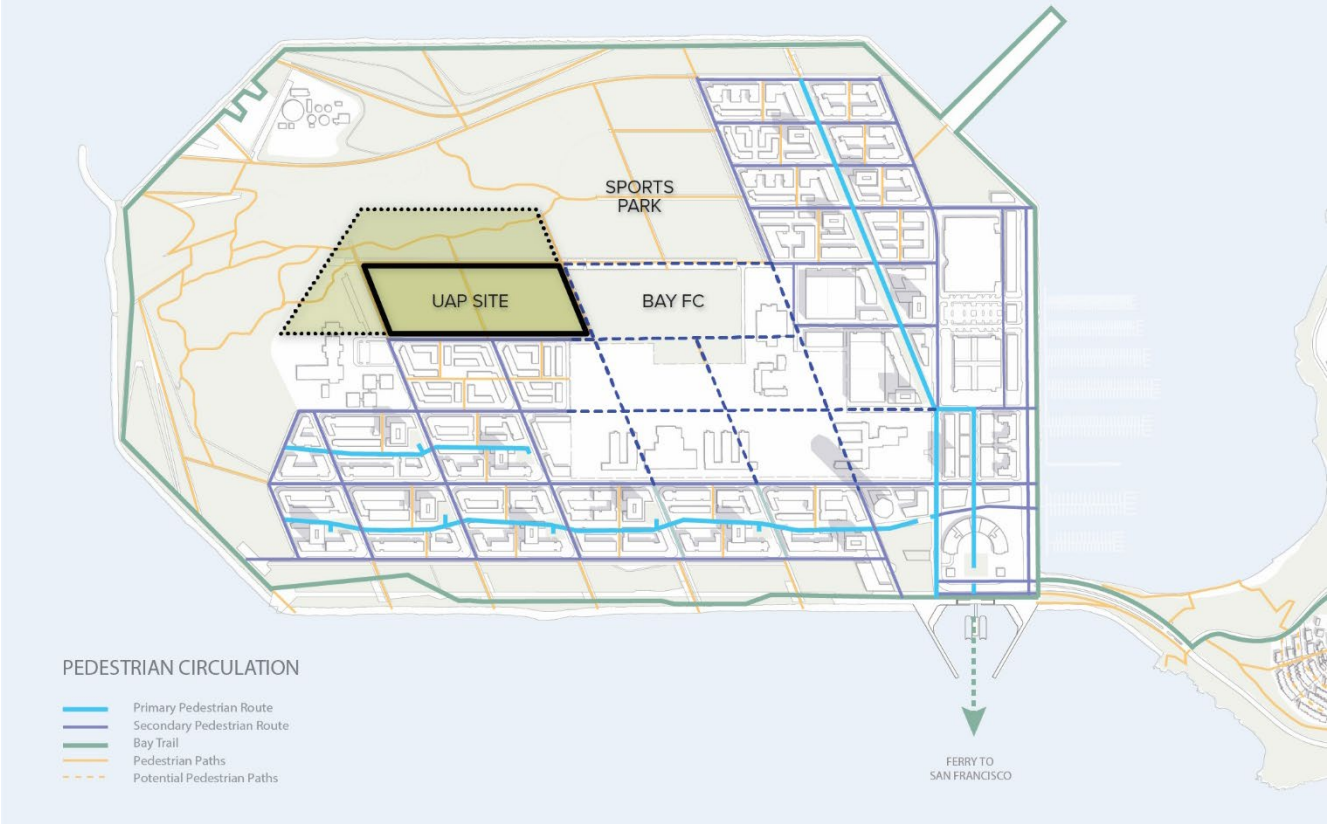 SPORTS
PARK
UAP SITE
BAY FC
PEDESTRIAN CIRCULATION
Primary Pedestrian Route
Secondary Pedestrian Route
Bay Trail
Pedestrian Paths
Potential Pedestrian Paths
FERRY TO
SAN FRANCISCO